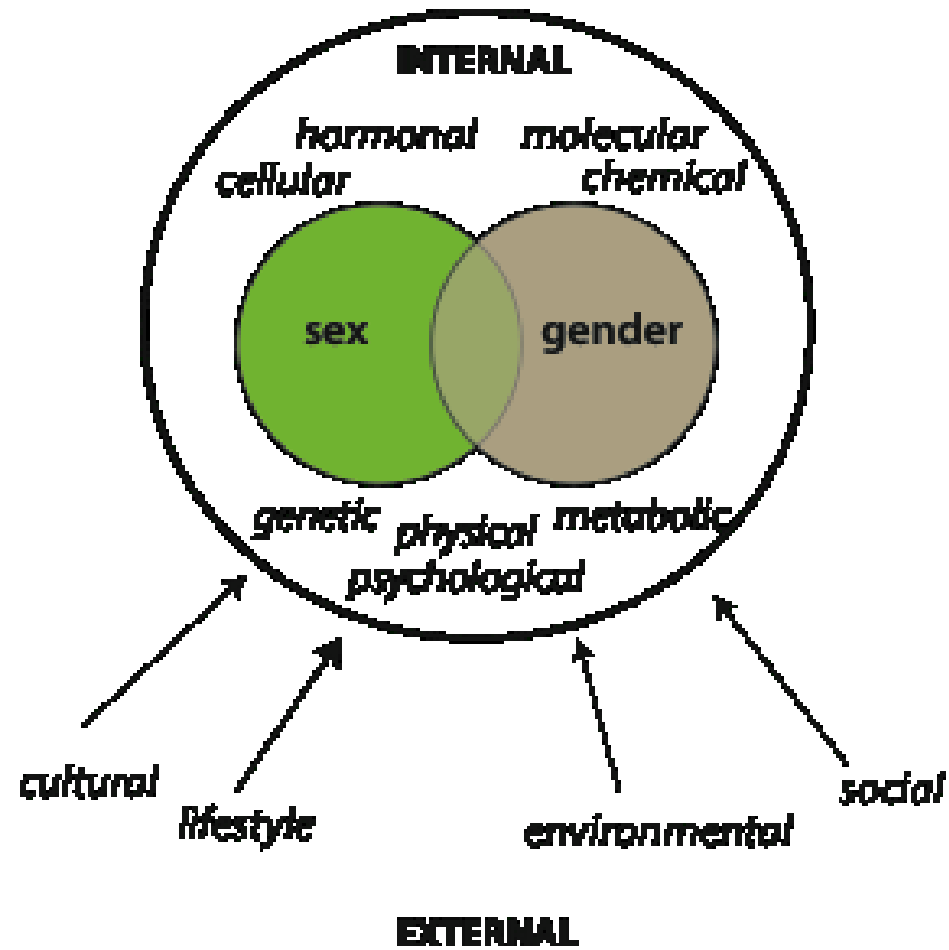 INTERNAL
hormonal molecular
cellular chemical
sex gender
genetic physical metabolic
psychological
cultural
lifestyle
environmental
social
EXTERNAL